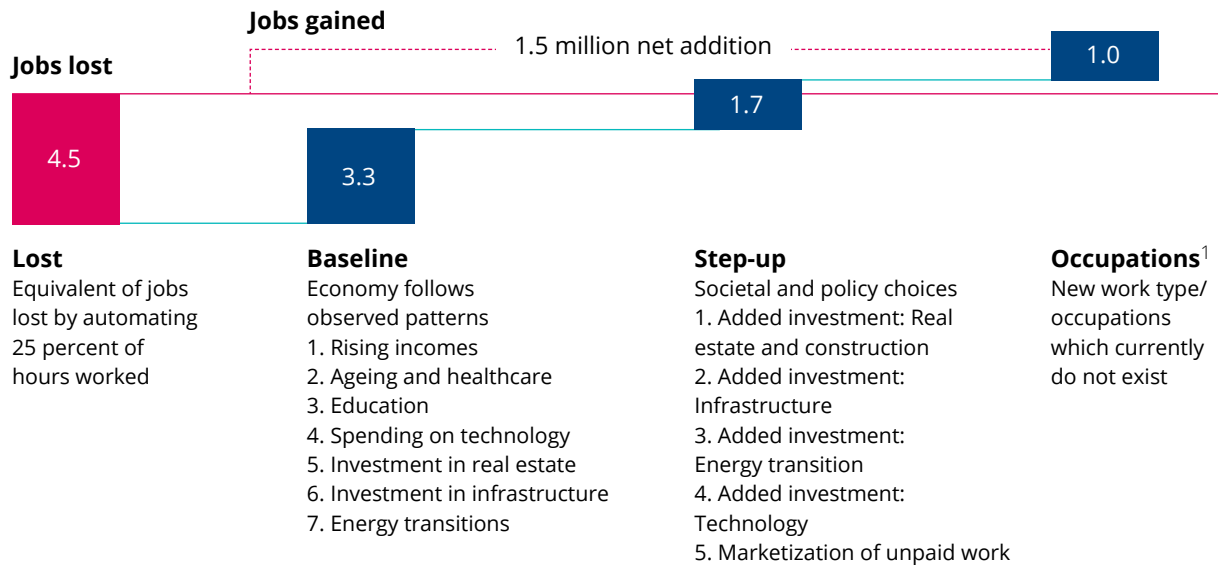 Jobs gained
1.5 million net addition
Jobs lost
1.0
1.7
4.5
3.3
Lost
Equivalent of jobs
lost by automating
25 percent of
hours worked
Baseline
Economy follows
observed patterns
1. Rising incomes
2. Ageing and healthcare
3. Education
4. Spending on technology
5. Investment in real estate
6. Investment in infrastructure
7. Energy transitions
Step-up
Societal and policy choices
1. Added investment: Real
estate and construction
2. Added investment:
Infrastructure
3. Added investment:
Energy transition
4. Added investment:
Technology
5. Marketization of unpaid work
Occupations¹
New work type/
occupations
which currently
do not exist